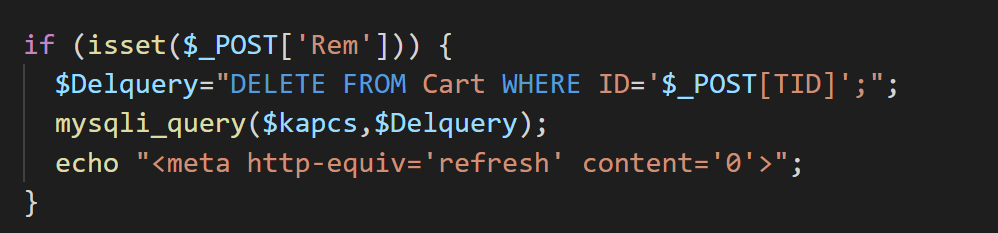 if (isset($_POST['Rem'])) {
  $Delquery="DELETE FROM Cart WHERE ID='$_POST[TID]';";
  mysqli_query($kapcs,$Delquery);
  echo "<meta http-equiv='refresh' content='0'>";
}